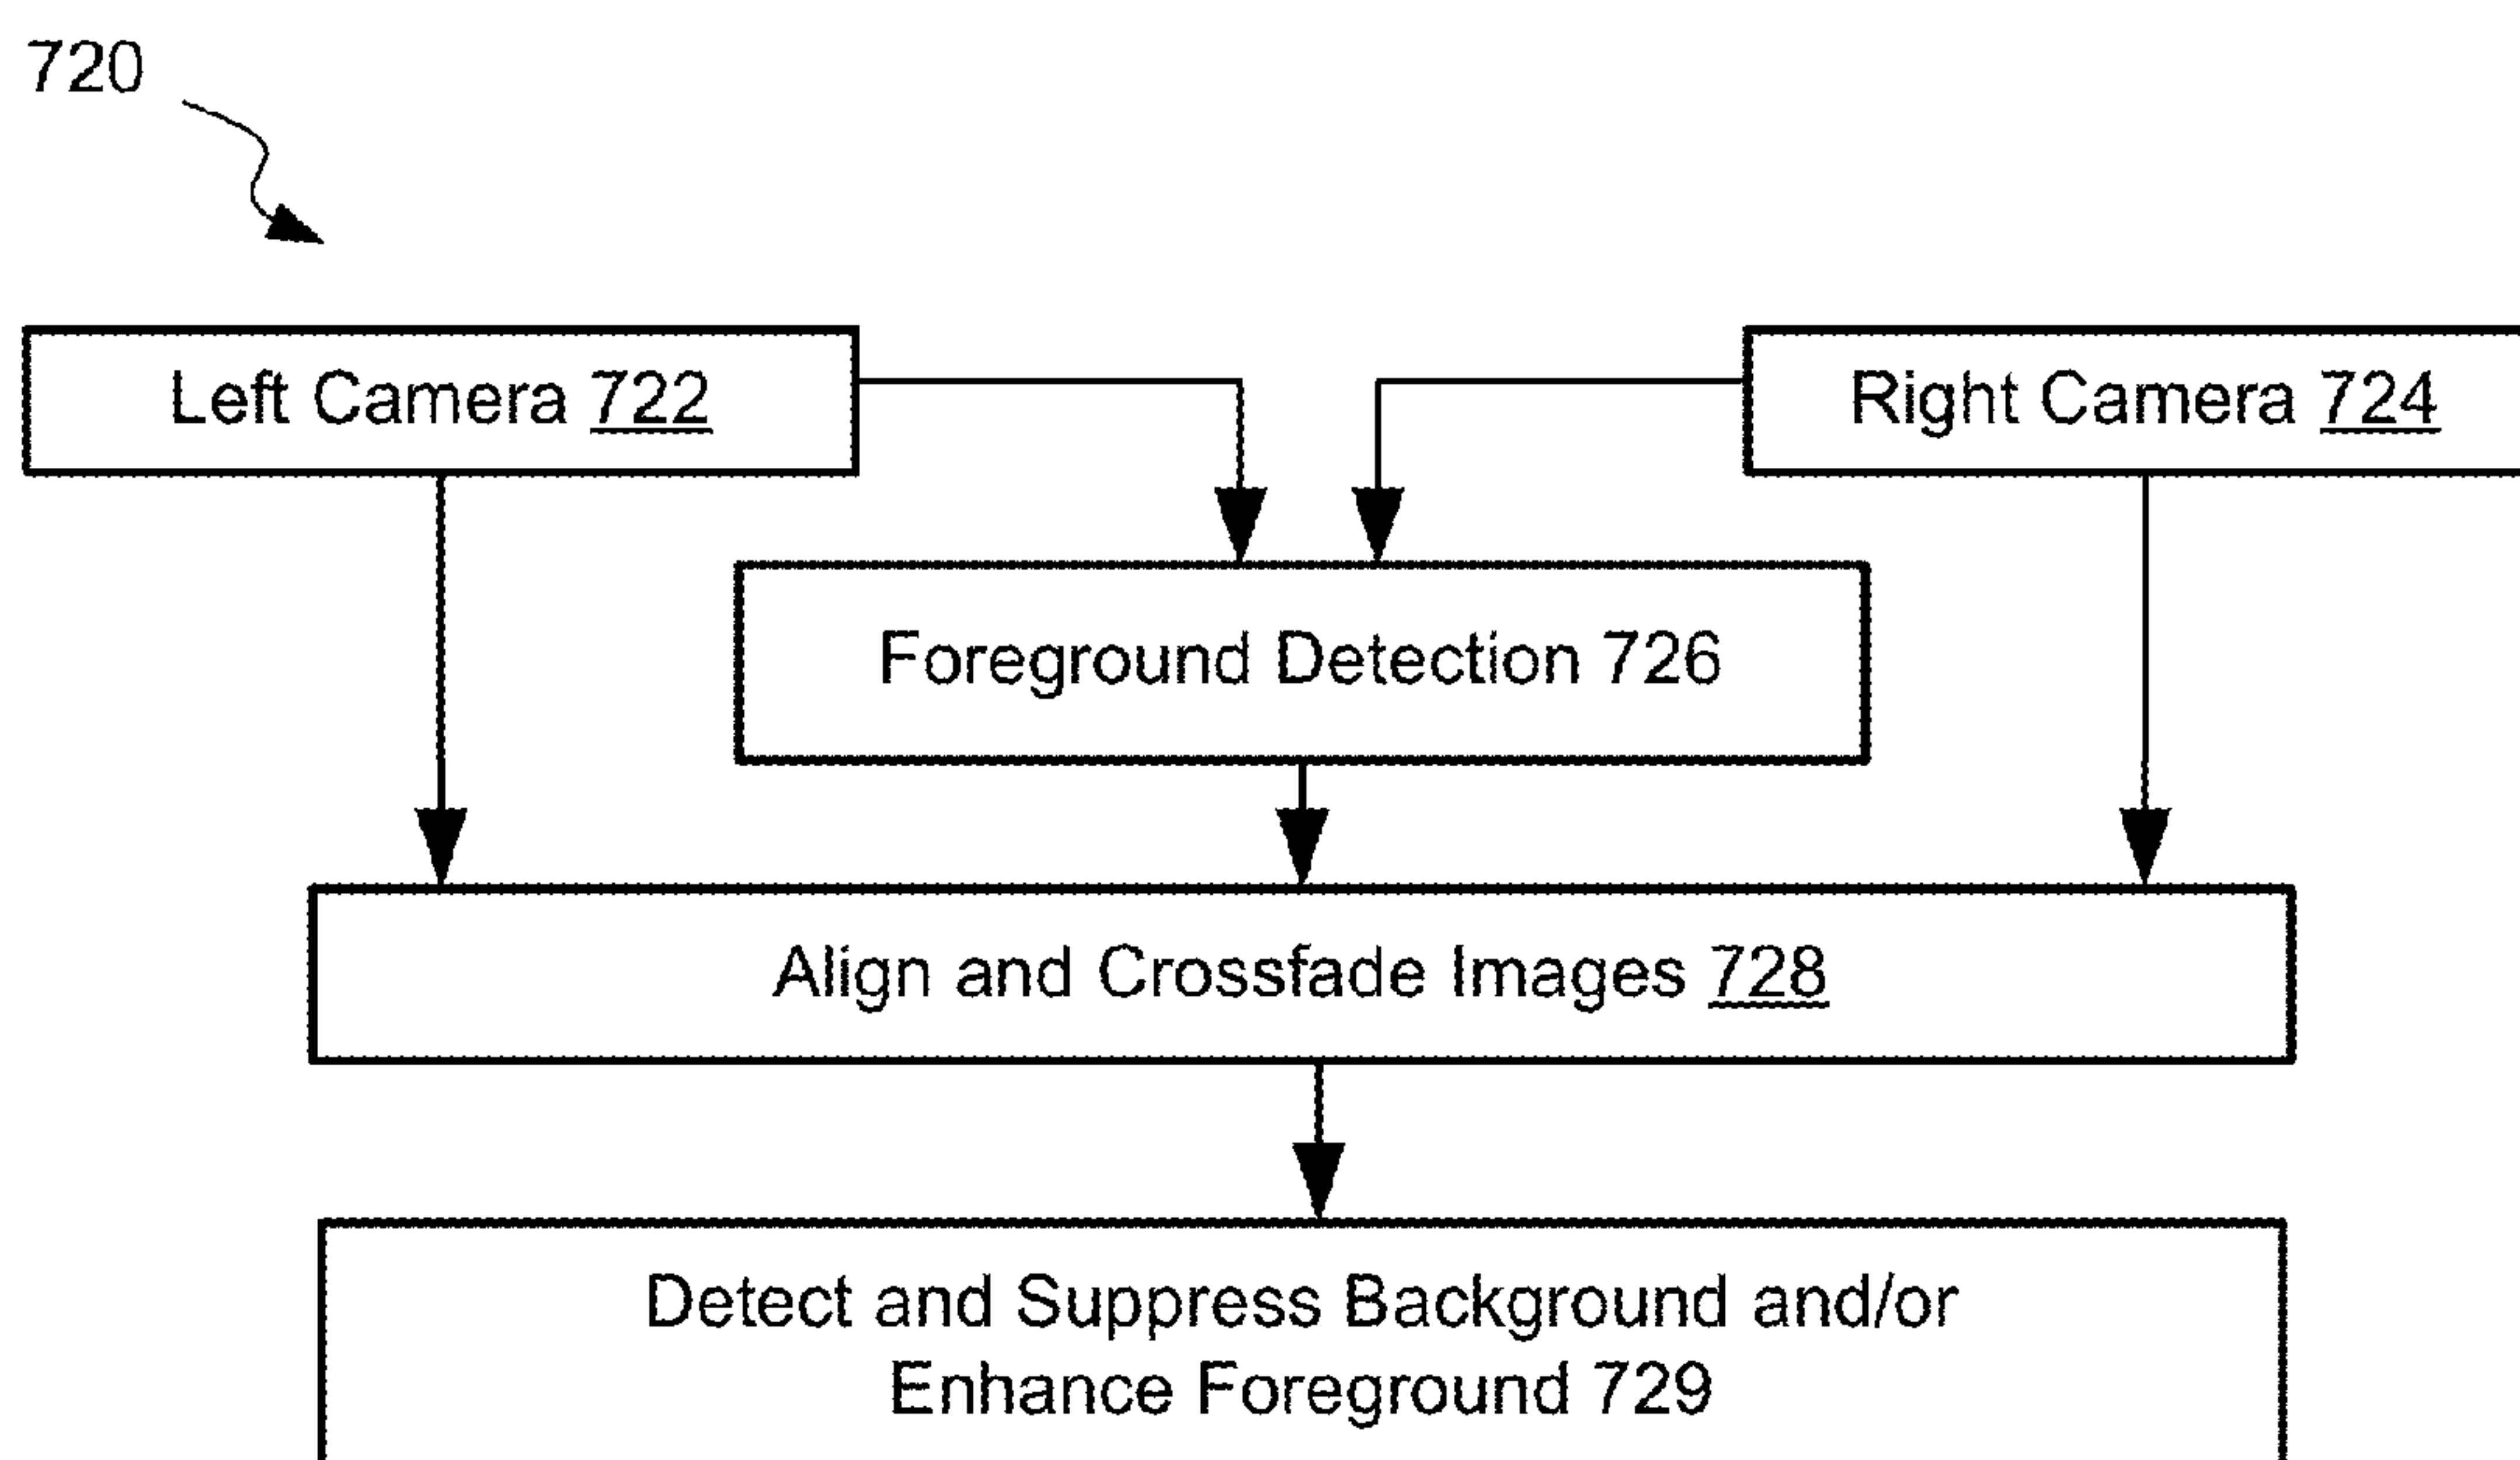 720
Left Camera 722
Right Camera 724
Foreground Detection 726
Align and Crossfade Images 728
Detect and Suppress Background and/or
Enhance Foreground 729